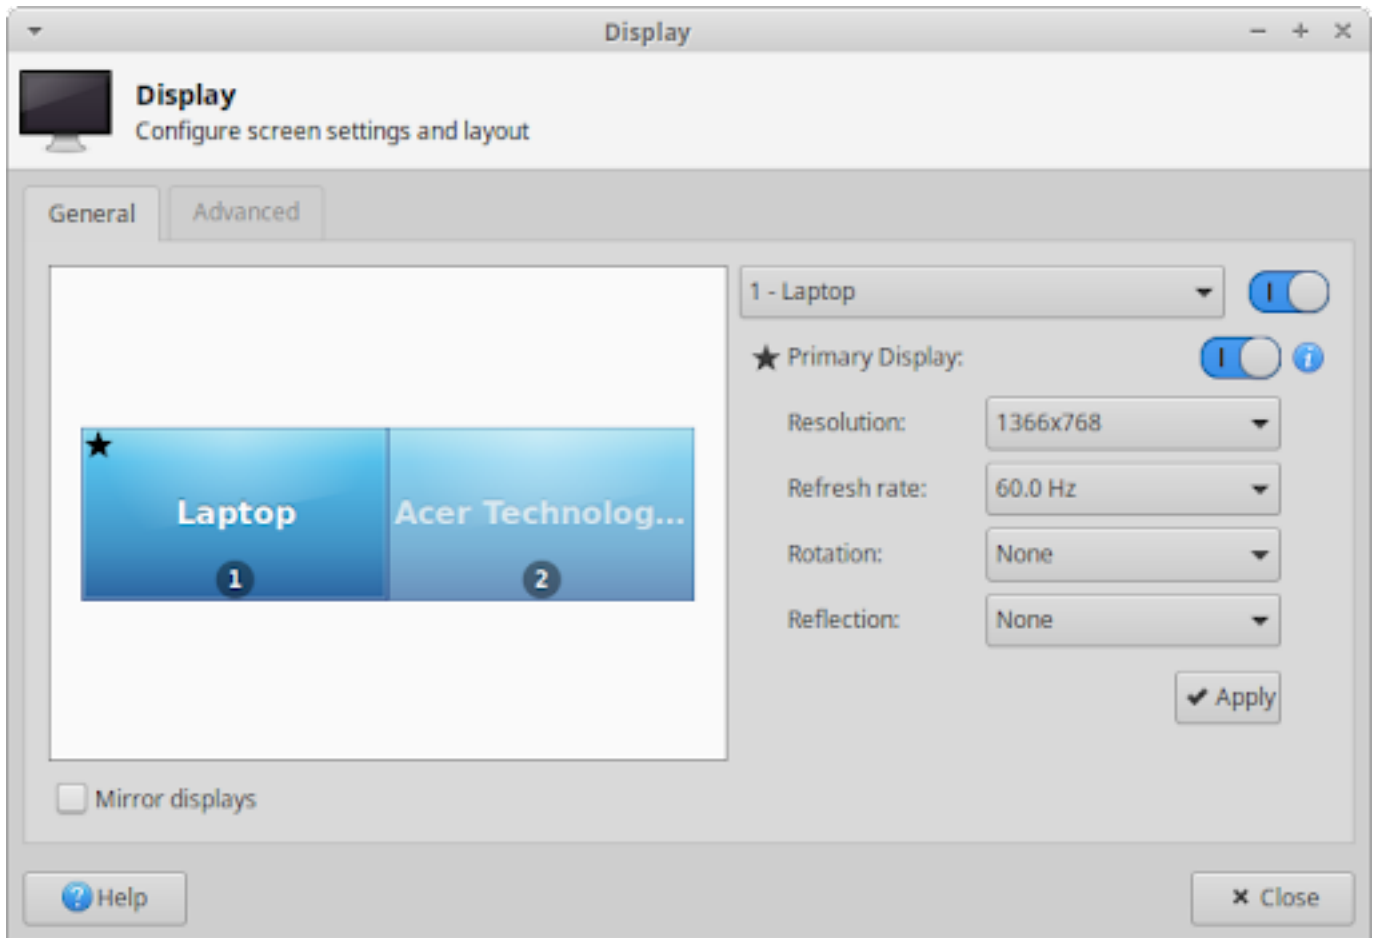 Display
Display
Configure screen settings and layout
General
Advanced
1 - Laptop
Primary Display:
Resolution:
1366x768
Refresh rate:
60.0 Hz
Rotation:
None
Reflection:
None
Apply
Laptop
1
Acer Technolog...
2
Mirror displays
Help
Close